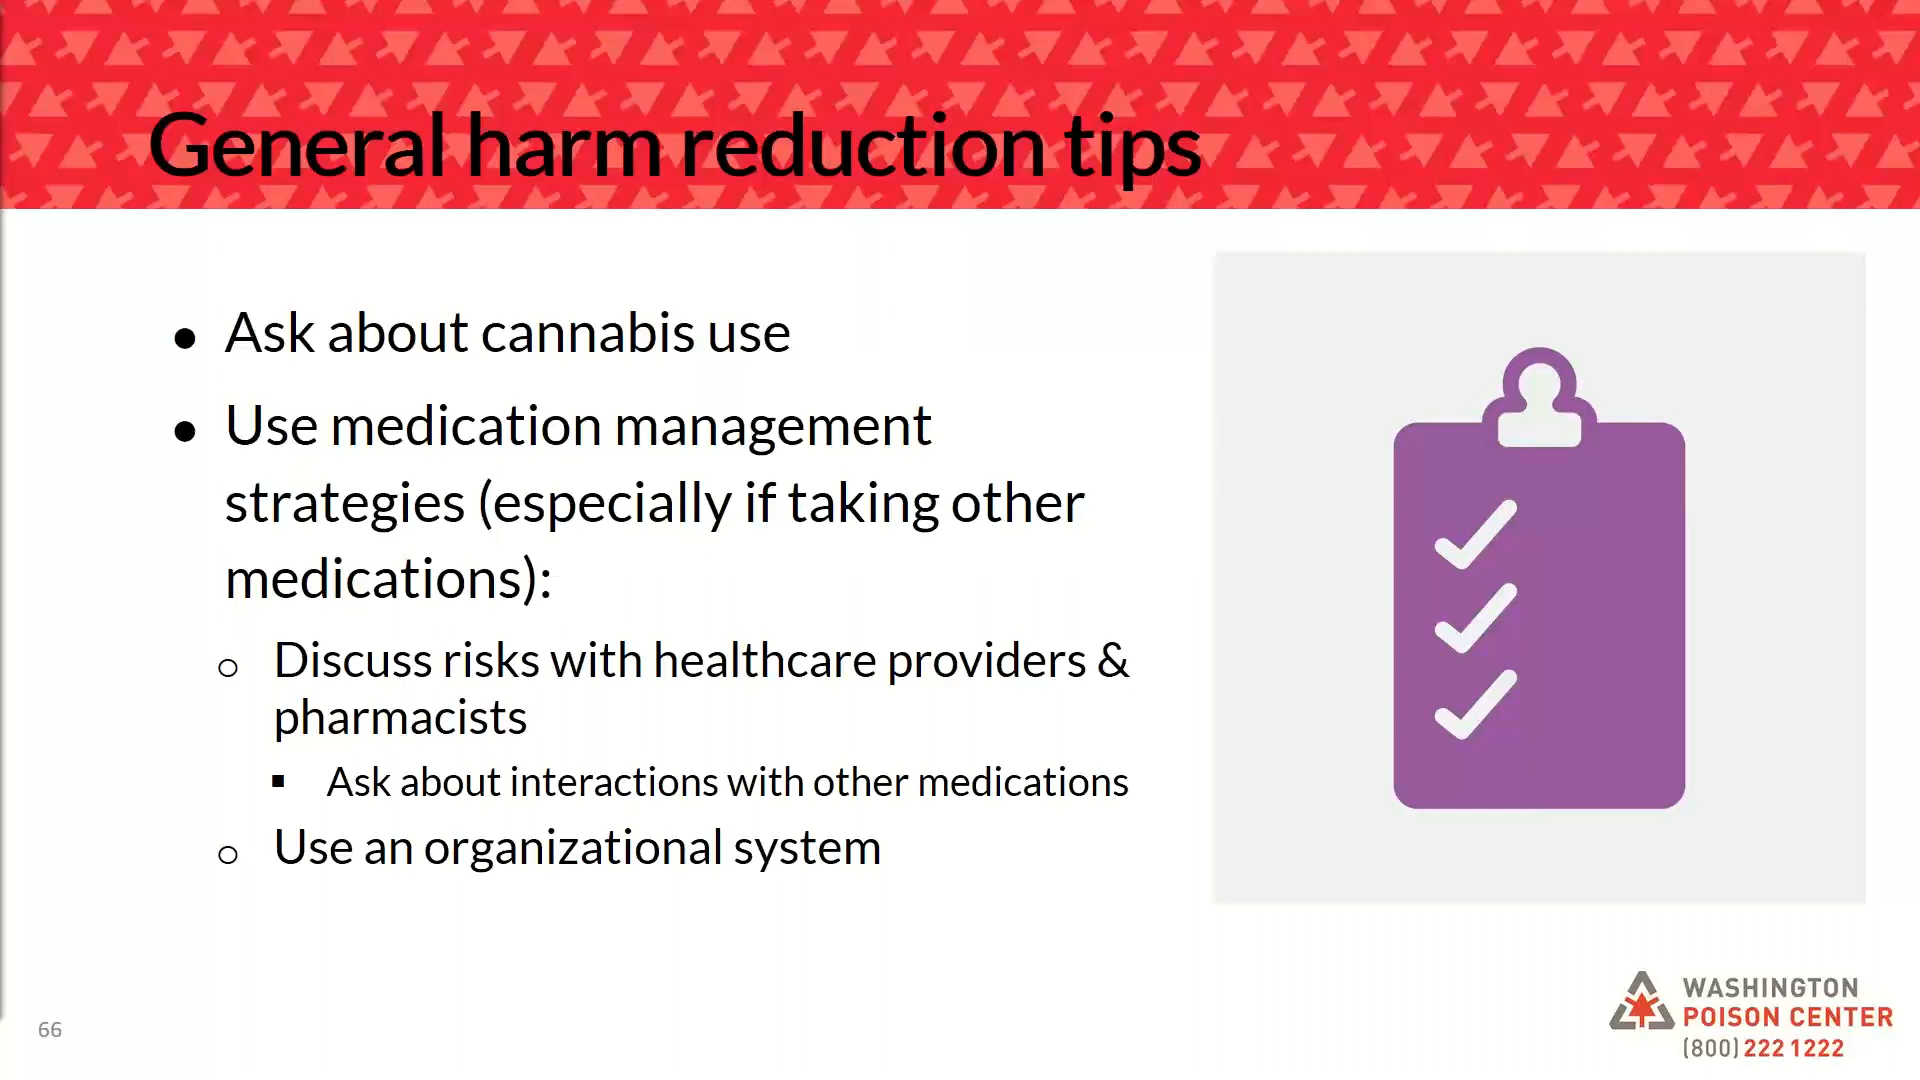 General harm reduction tips
● Ask about cannabis use
● Use medication management
strategies (especially if taking other
medications):
○ Discuss risks with healthcare providers &
pharmacists
▪ Ask about interactions with other medications
○ Use an organizational system
66
WASHINGTON
POISON CENTER
(800) 222 1222